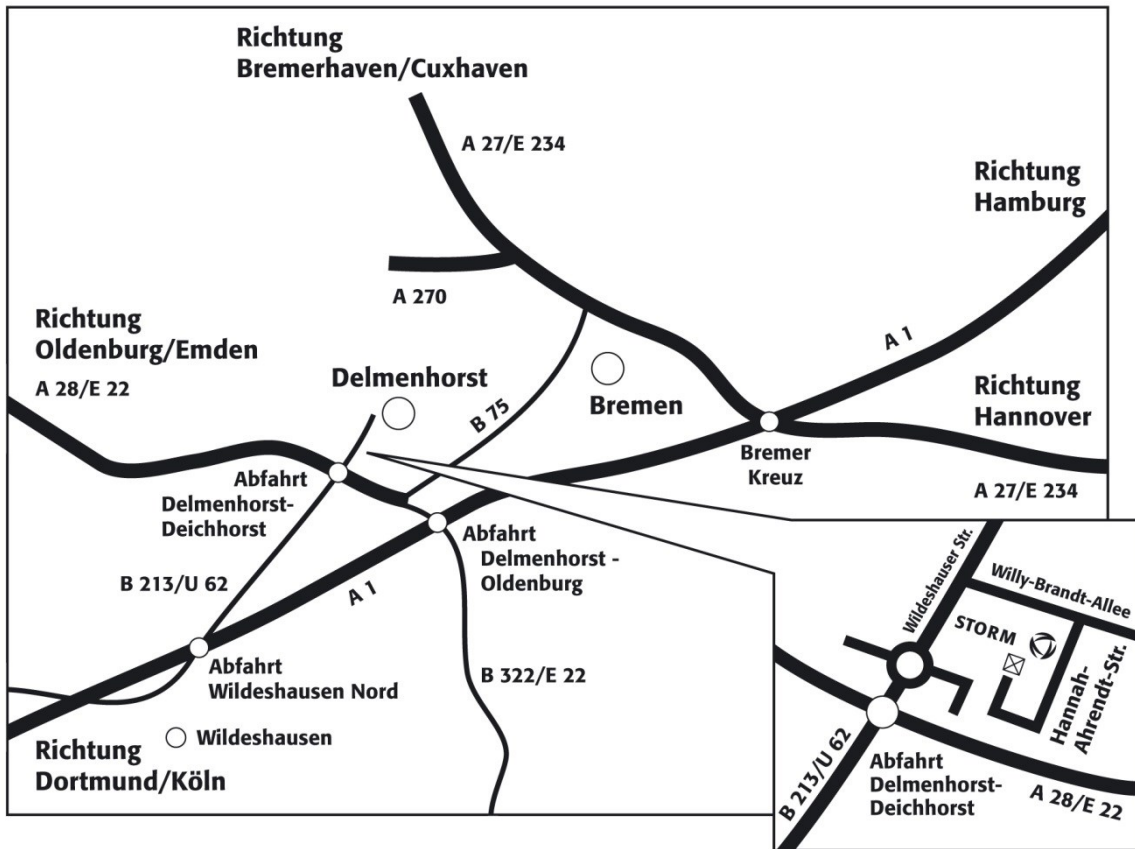 Richtung
Bremerhaven/Cuxhaven
A 27/E 234
Richtung
Hamburg
A 270
Richtung
Oldenburg/Emden
A 28/E 22
A 1
Delmenhorst
B 75
Bremen
Richtung
Hannover
Bremer
Kreuz
A 27/E 234
Abfahrt
Delmenhorst-
Deichhorst
Abfahrt
Delmenhorst -
Oldenburg
B 213/U 62
A 1
Abfahrt
Wildeshausen Nord
B 322/E 22
Wildeshausen
Richtung
Dortmund/Köln
Wildeshauser Str.
Willy-Brandt-Allee
STORM
Hannah-
Ahrendt-Str.
B 213/U 62
Abfahrt
Delmenhorst-
Deichhorst
A 28/E 22